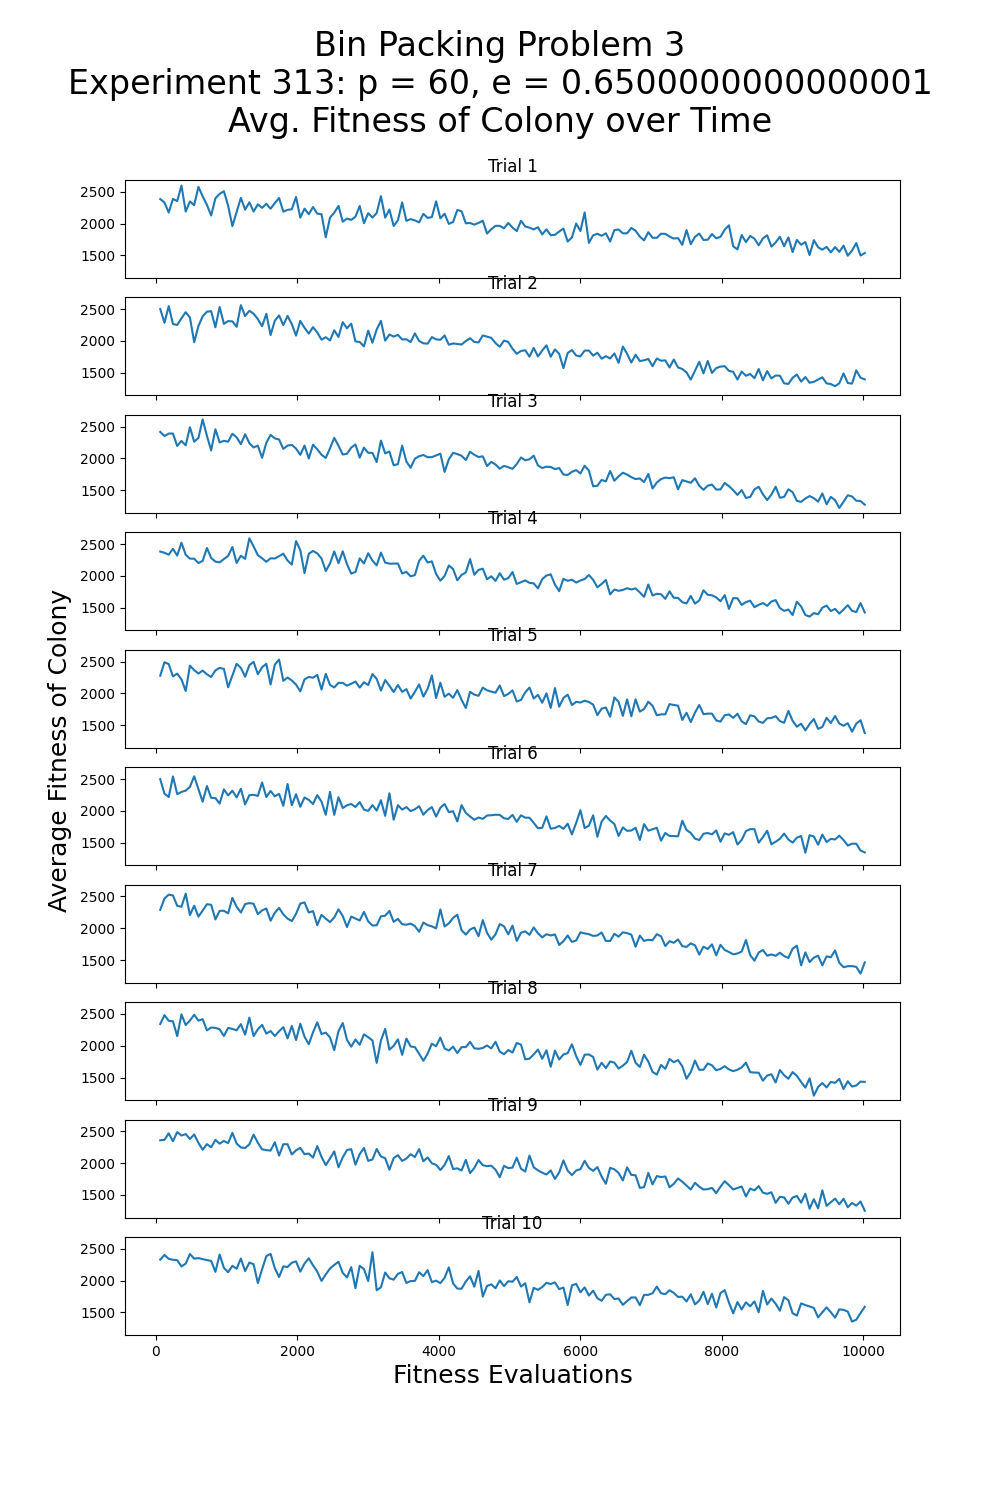 Bin Packing Problem 3
Experiment 313: p = 60, e = 0.6500000000000001
Avg. Fitness of Colony over Time
Trial 1
2500
2000
1500
Trial 2
2500
2000
1500
Trial 3
2500
2000
1500
Trial 4
2500
2000
1500
Trial 5
2500
2000
1500
Trial 6
2500
2000
1500
Trial 7
2500
2000
1500
Trial 8
2500
2000
1500
Trial 9
2500
2000
1500
Trial 10
2500
2000
1500
0 2000 4000 6000 8000 10000
Fitness Evaluations
Average Fitness of Colony